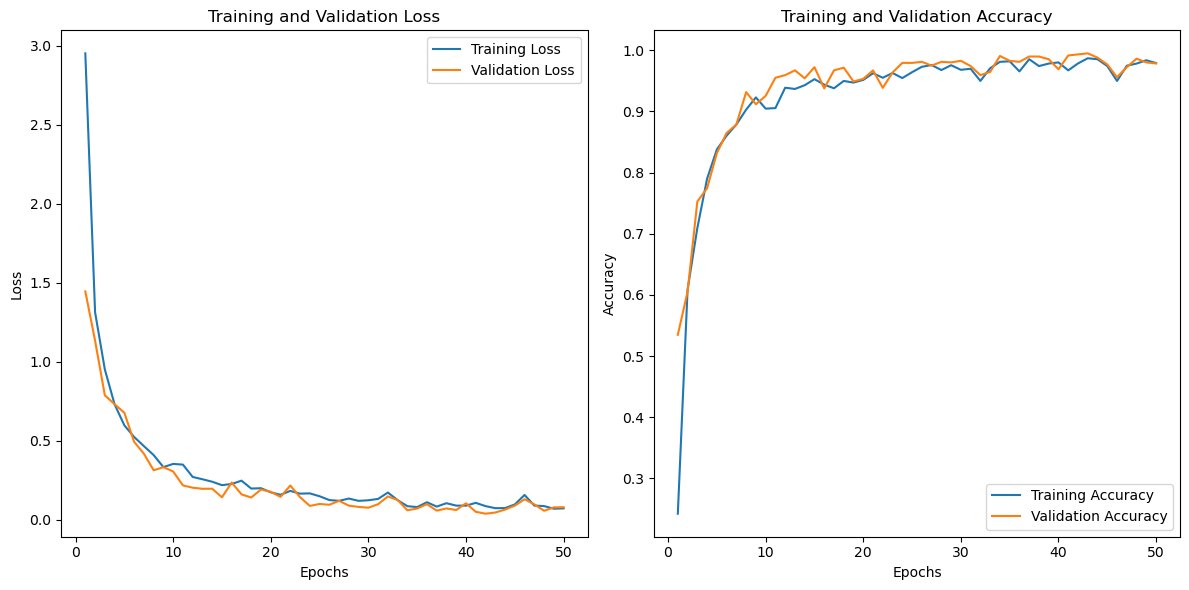 Training and Validation Loss
3.0
2.5
2.0
1.5
1.0
0.5
0.0
Loss
Training Loss
Validation Loss
0
10
20
30
40
50
Epochs
Training and Validation Accuracy
1.0
0.9
0.8
0.7
0.6
0.5
0.4
0.3
Accuracy
Training Accuracy
Validation Accuracy
0
10
20
30
40
50
Epochs